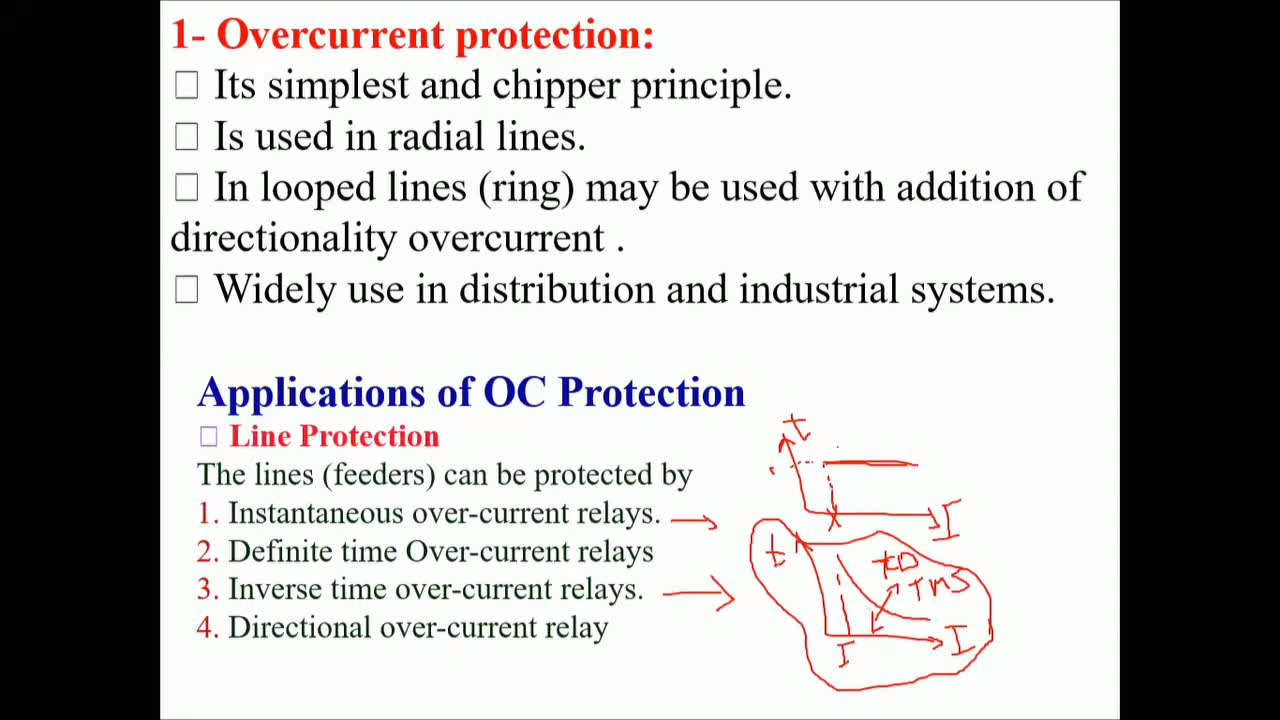 1- Overcurrent protection:
□ Its simplest and chipper principle.
□ Is used in radial lines.
□ In looped lines (ring) may be used with addition of
directionality overcurrent .
□ Widely use in distribution and industrial systems.
Applications of OC Protection
□ Line Protection
The lines (feeders) can be protected by
1. Instantaneous over-current relays.
2. Definite time Over-current relays
3. Inverse time over-current relays.
4. Directional over-current relay
t
I
t
TMS
I
I